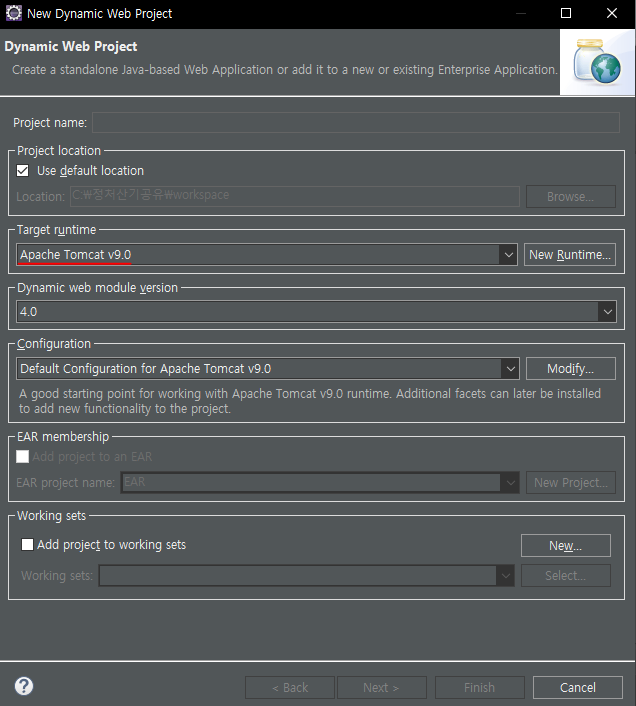 New Dynamic Web Project
Dynamic Web Project
Create a standalone Java-based Web Application or add it to a new or existing Enterprise Application.
Project name:
Project location
Use default location
Location: C:\정처산기공유\workspace Browse...
Target runtime
Apache Tomcat v9.0 New Runtime...
Dynamic web module version
4.0
Configuration
Default Configuration for Apache Tomcat v9.0 Modify...
A good starting point for working with Apache Tomcat v9.0 runtime. Additional facets can later be installed
to add new functionality to the project.
EAR membership
Add project to an EAR
EAR project name: EAR New Project...
Working sets
Add project to working sets New...
Working sets: Select...
? < Back Next > Finish Cancel